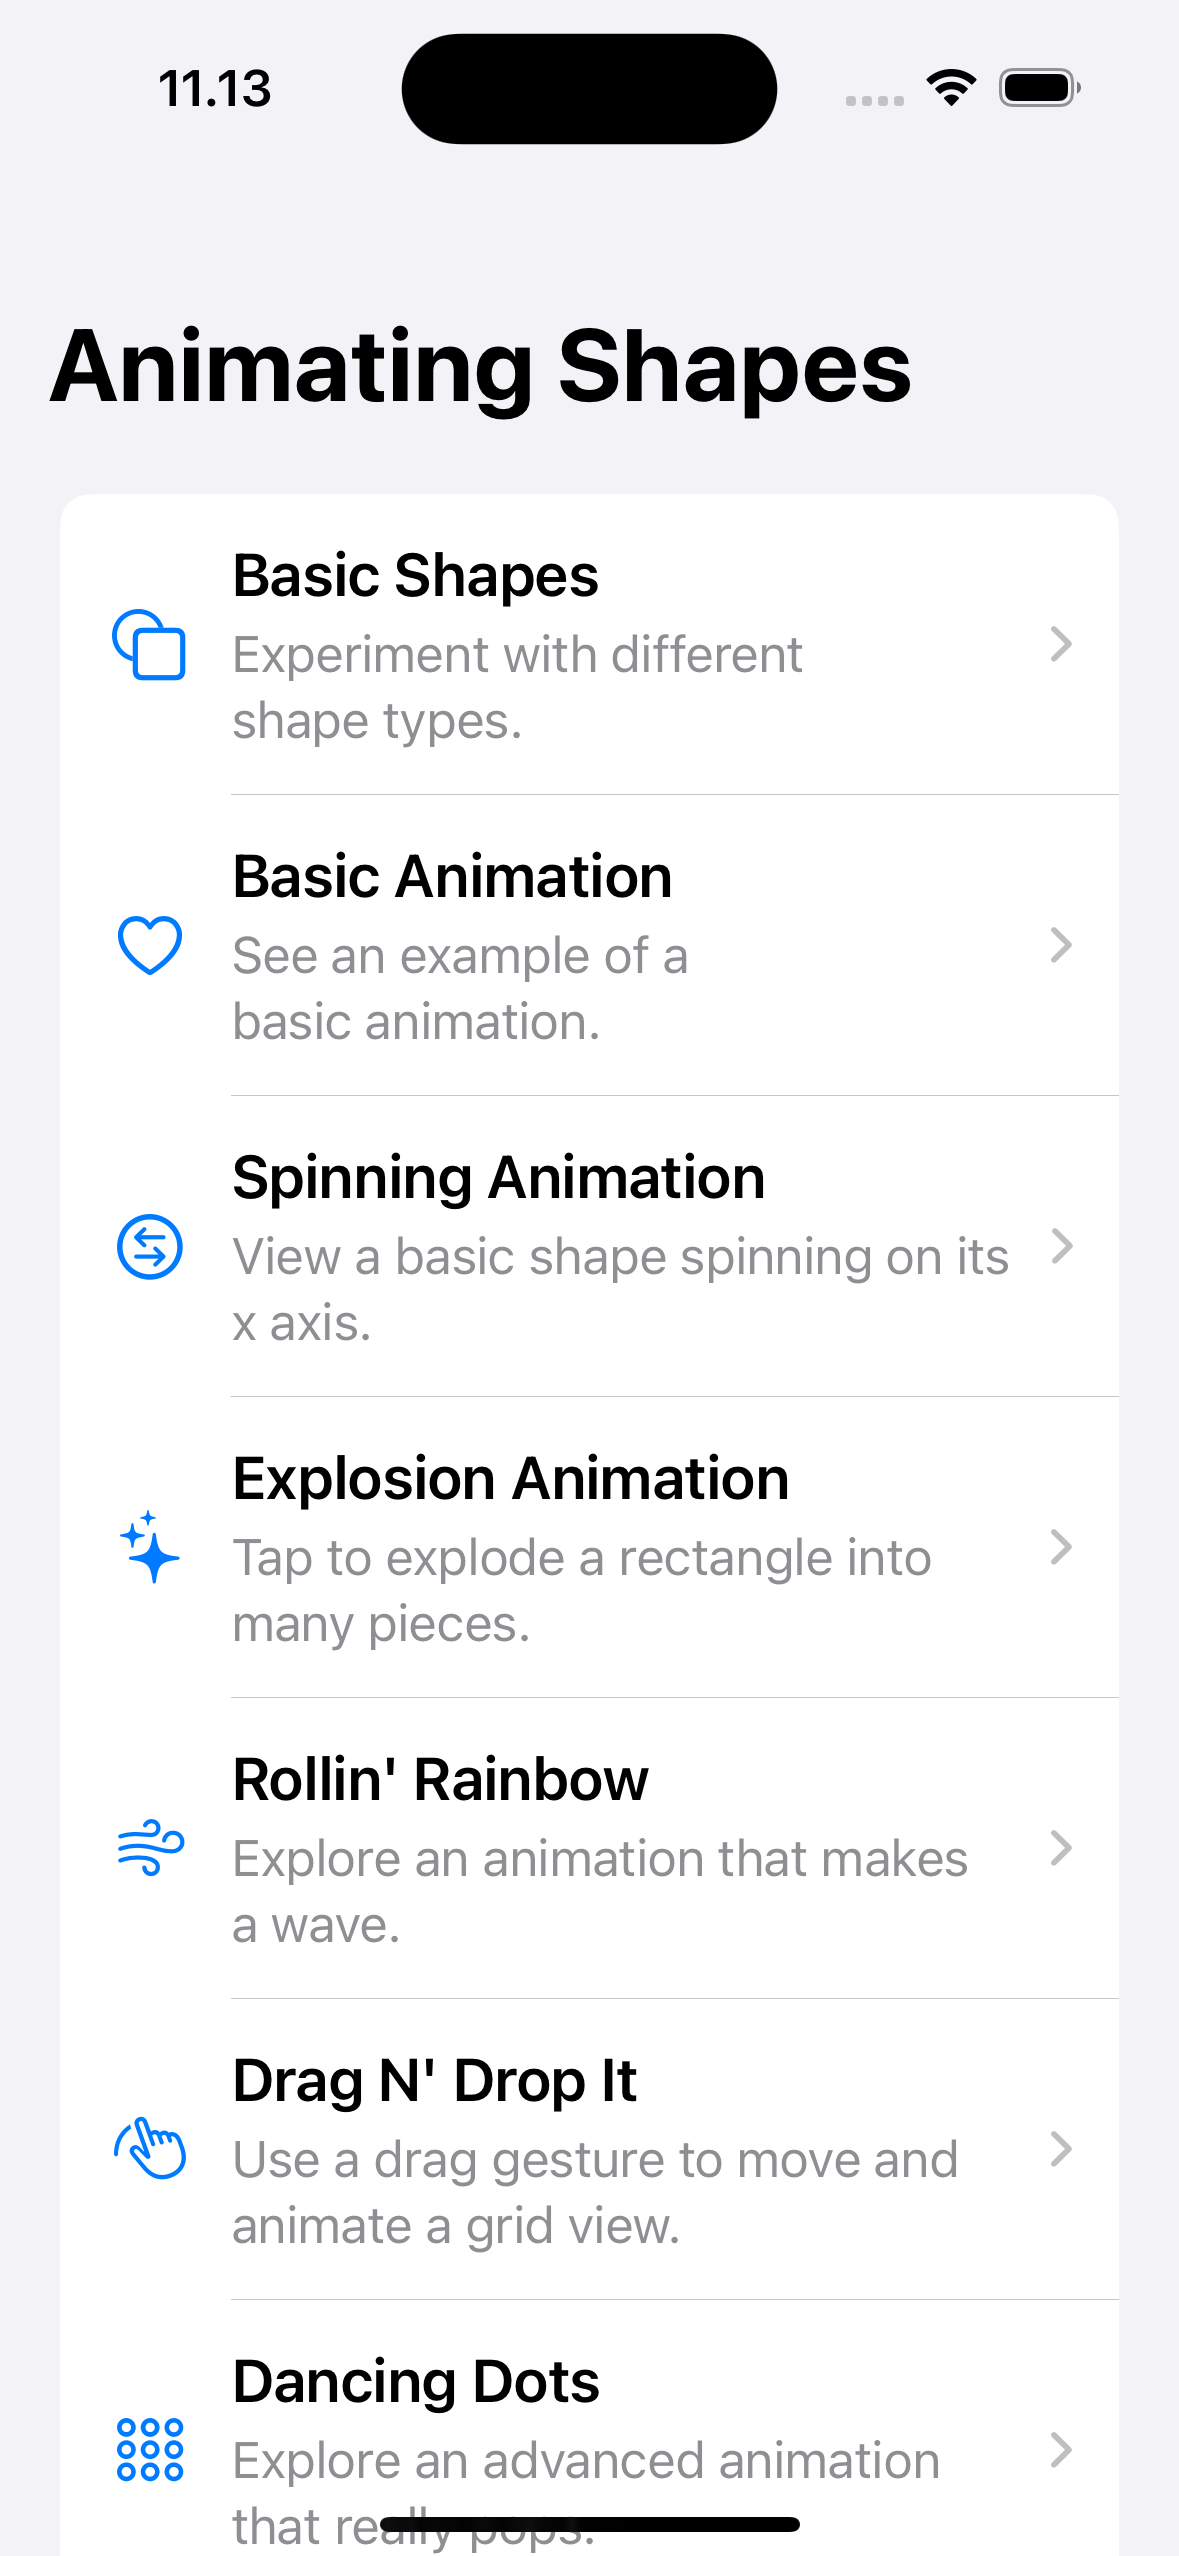 11.13
Animating Shapes
Basic Shapes
Experiment with different
shape types.
Basic Animation
See an example of a
basic animation.
Spinning Animation
View a basic shape spinning on its
x axis.
Explosion Animation
Tap to explode a rectangle into
many pieces.
Rollin' Rainbow
Explore an animation that makes
a wave.
Drag N' Drop It
Use a drag gesture to move and
animate a grid view.
Dancing Dots
Explore an advanced animation
that really pops.